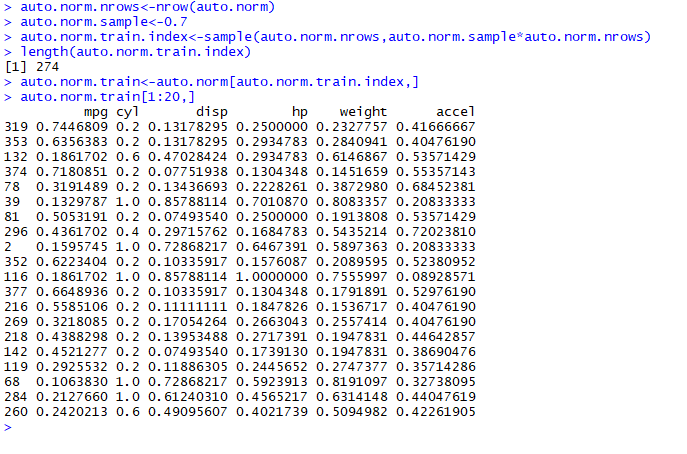 > auto.norm.nrows<-nrow(auto.norm)
> auto.norm.sample<-0.7
> auto.norm.train.index<-sample(auto.norm.nrows,auto.norm.sample*auto.norm.nrows)
> length(auto.norm.train.index)
[1] 274
> auto.norm.train<-auto.norm[auto.norm.train.index,]
> auto.norm.train[1:20,]
          mpg cyl       disp        hp    weight      accel
319 0.7446809 0.2 0.13178295 0.2500000 0.2327757 0.41666667
353 0.6356383 0.2 0.13178295 0.2934783 0.2840941 0.40476190
132 0.1861702 0.6 0.47028424 0.2934783 0.6146867 0.53571429
374 0.7180851 0.2 0.07751938 0.1304348 0.1451659 0.55357143
78  0.3191489 0.2 0.13436693 0.2228261 0.3872980 0.68452381
39  0.1329787 1.0 0.85788114 0.7010870 0.8083357 0.20833333
81  0.5053191 0.2 0.07493540 0.2500000 0.1913808 0.53571429
296 0.4361702 0.4 0.29715762 0.1684783 0.5435214 0.72023810
2   0.1595745 1.0 0.72868217 0.6467391 0.5897363 0.20833333
352 0.6223404 0.2 0.10335917 0.1576087 0.2089595 0.52380952
116 0.1861702 1.0 0.85788114 1.0000000 0.7555997 0.08928571
377 0.6648936 0.2 0.10335917 0.1304348 0.1791891 0.52976190
216 0.5585106 0.2 0.11111111 0.1847826 0.1536717 0.40476190
269 0.3218085 0.2 0.17054264 0.2663043 0.2557414 0.40476190
218 0.4388298 0.2 0.13953488 0.2717391 0.1947831 0.44642857
142 0.4521277 0.2 0.07493540 0.1739130 0.1947831 0.38690476
119 0.2925532 0.2 0.11886305 0.2445652 0.2747377 0.35714286
68  0.1063830 1.0 0.72868217 0.5923913 0.8191097 0.32738095
284 0.2127660 1.0 0.61240310 0.4565217 0.6314148 0.44047619
260 0.2420213 0.6 0.49095607 0.4021739 0.5094982 0.42261905
>